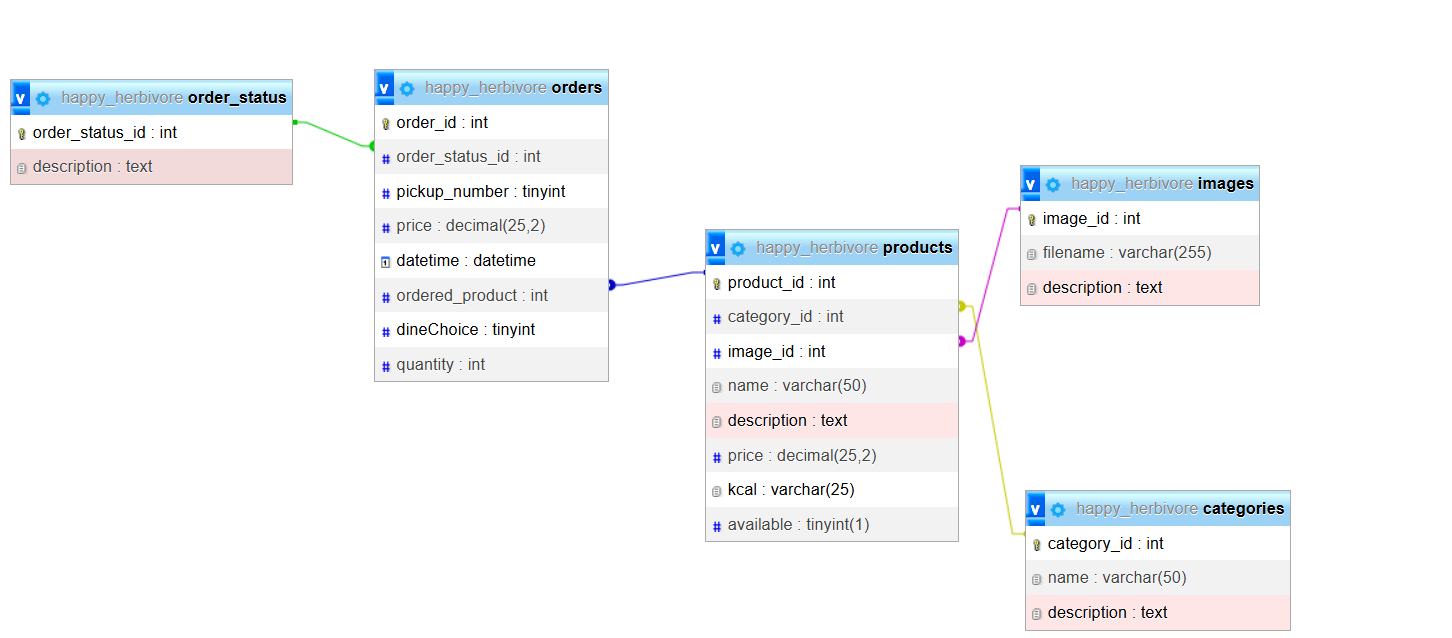 v happy_herbivore order_status
order_status_id : int
description : text
v happy_herbivore orders
order_id : int
# order_status_id : int
# pickup_number : tinyint
# price : decimal(25,2)
datetime : datetime
# ordered_product : int
# dineChoice : tinyint
# quantity : int
v happy_herbivore products
product_id : int
# category_id : int
# image_id : int
name : varchar(50)
description : text
# price : decimal(25,2)
kcal : varchar(25)
# available : tinyint(1)
v happy_herbivore images
image_id : int
filename : varchar(255)
description : text
v happy_herbivore categories
category_id : int
name : varchar(50)
description : text